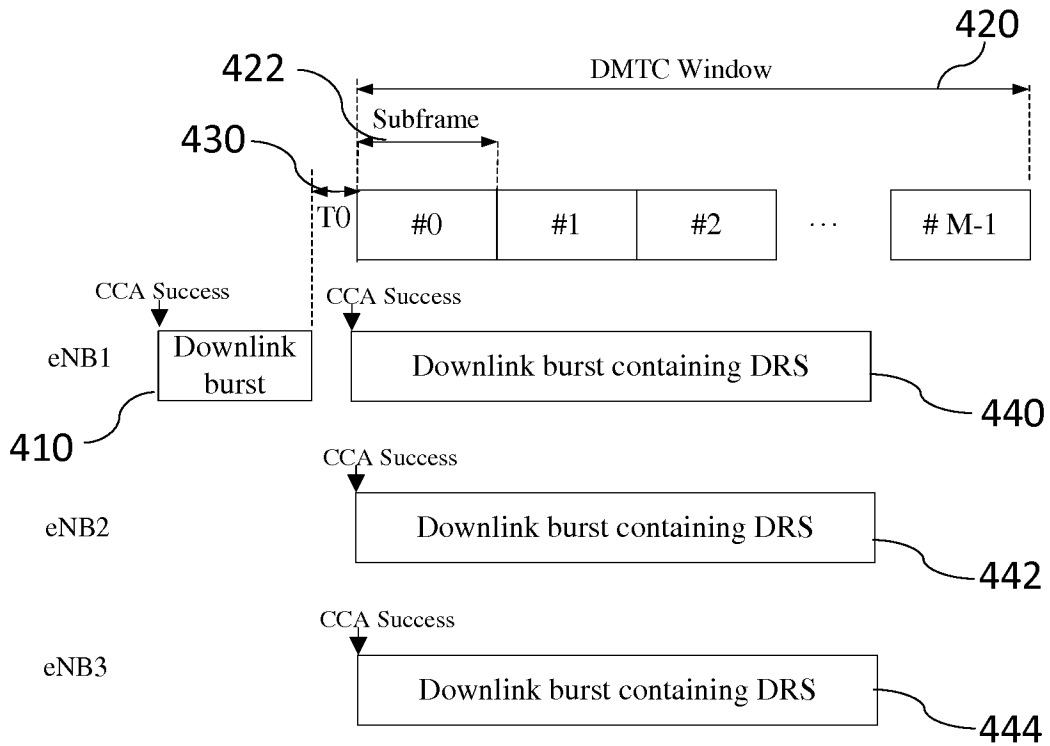 420
422
DMTC Window
Subframe
430
T0
#0 #1 #2 ... # M-1
CCA Success CCA Success
eNB1
Downlink burst
Downlink burst containing DRS
410
440
CCA Success
eNB2
Downlink burst containing DRS
442
CCA Success
eNB3
Downlink burst containing DRS
444